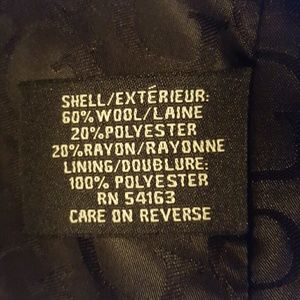 SHELL/EXTÉRIEUR:
60%WOOL/LAINE
20%POLYESTER
20%RAYON/RAYONNE
LINING/DOUBLURE:
100% POLYESTER
RN 54163
CARE ON REVERSE